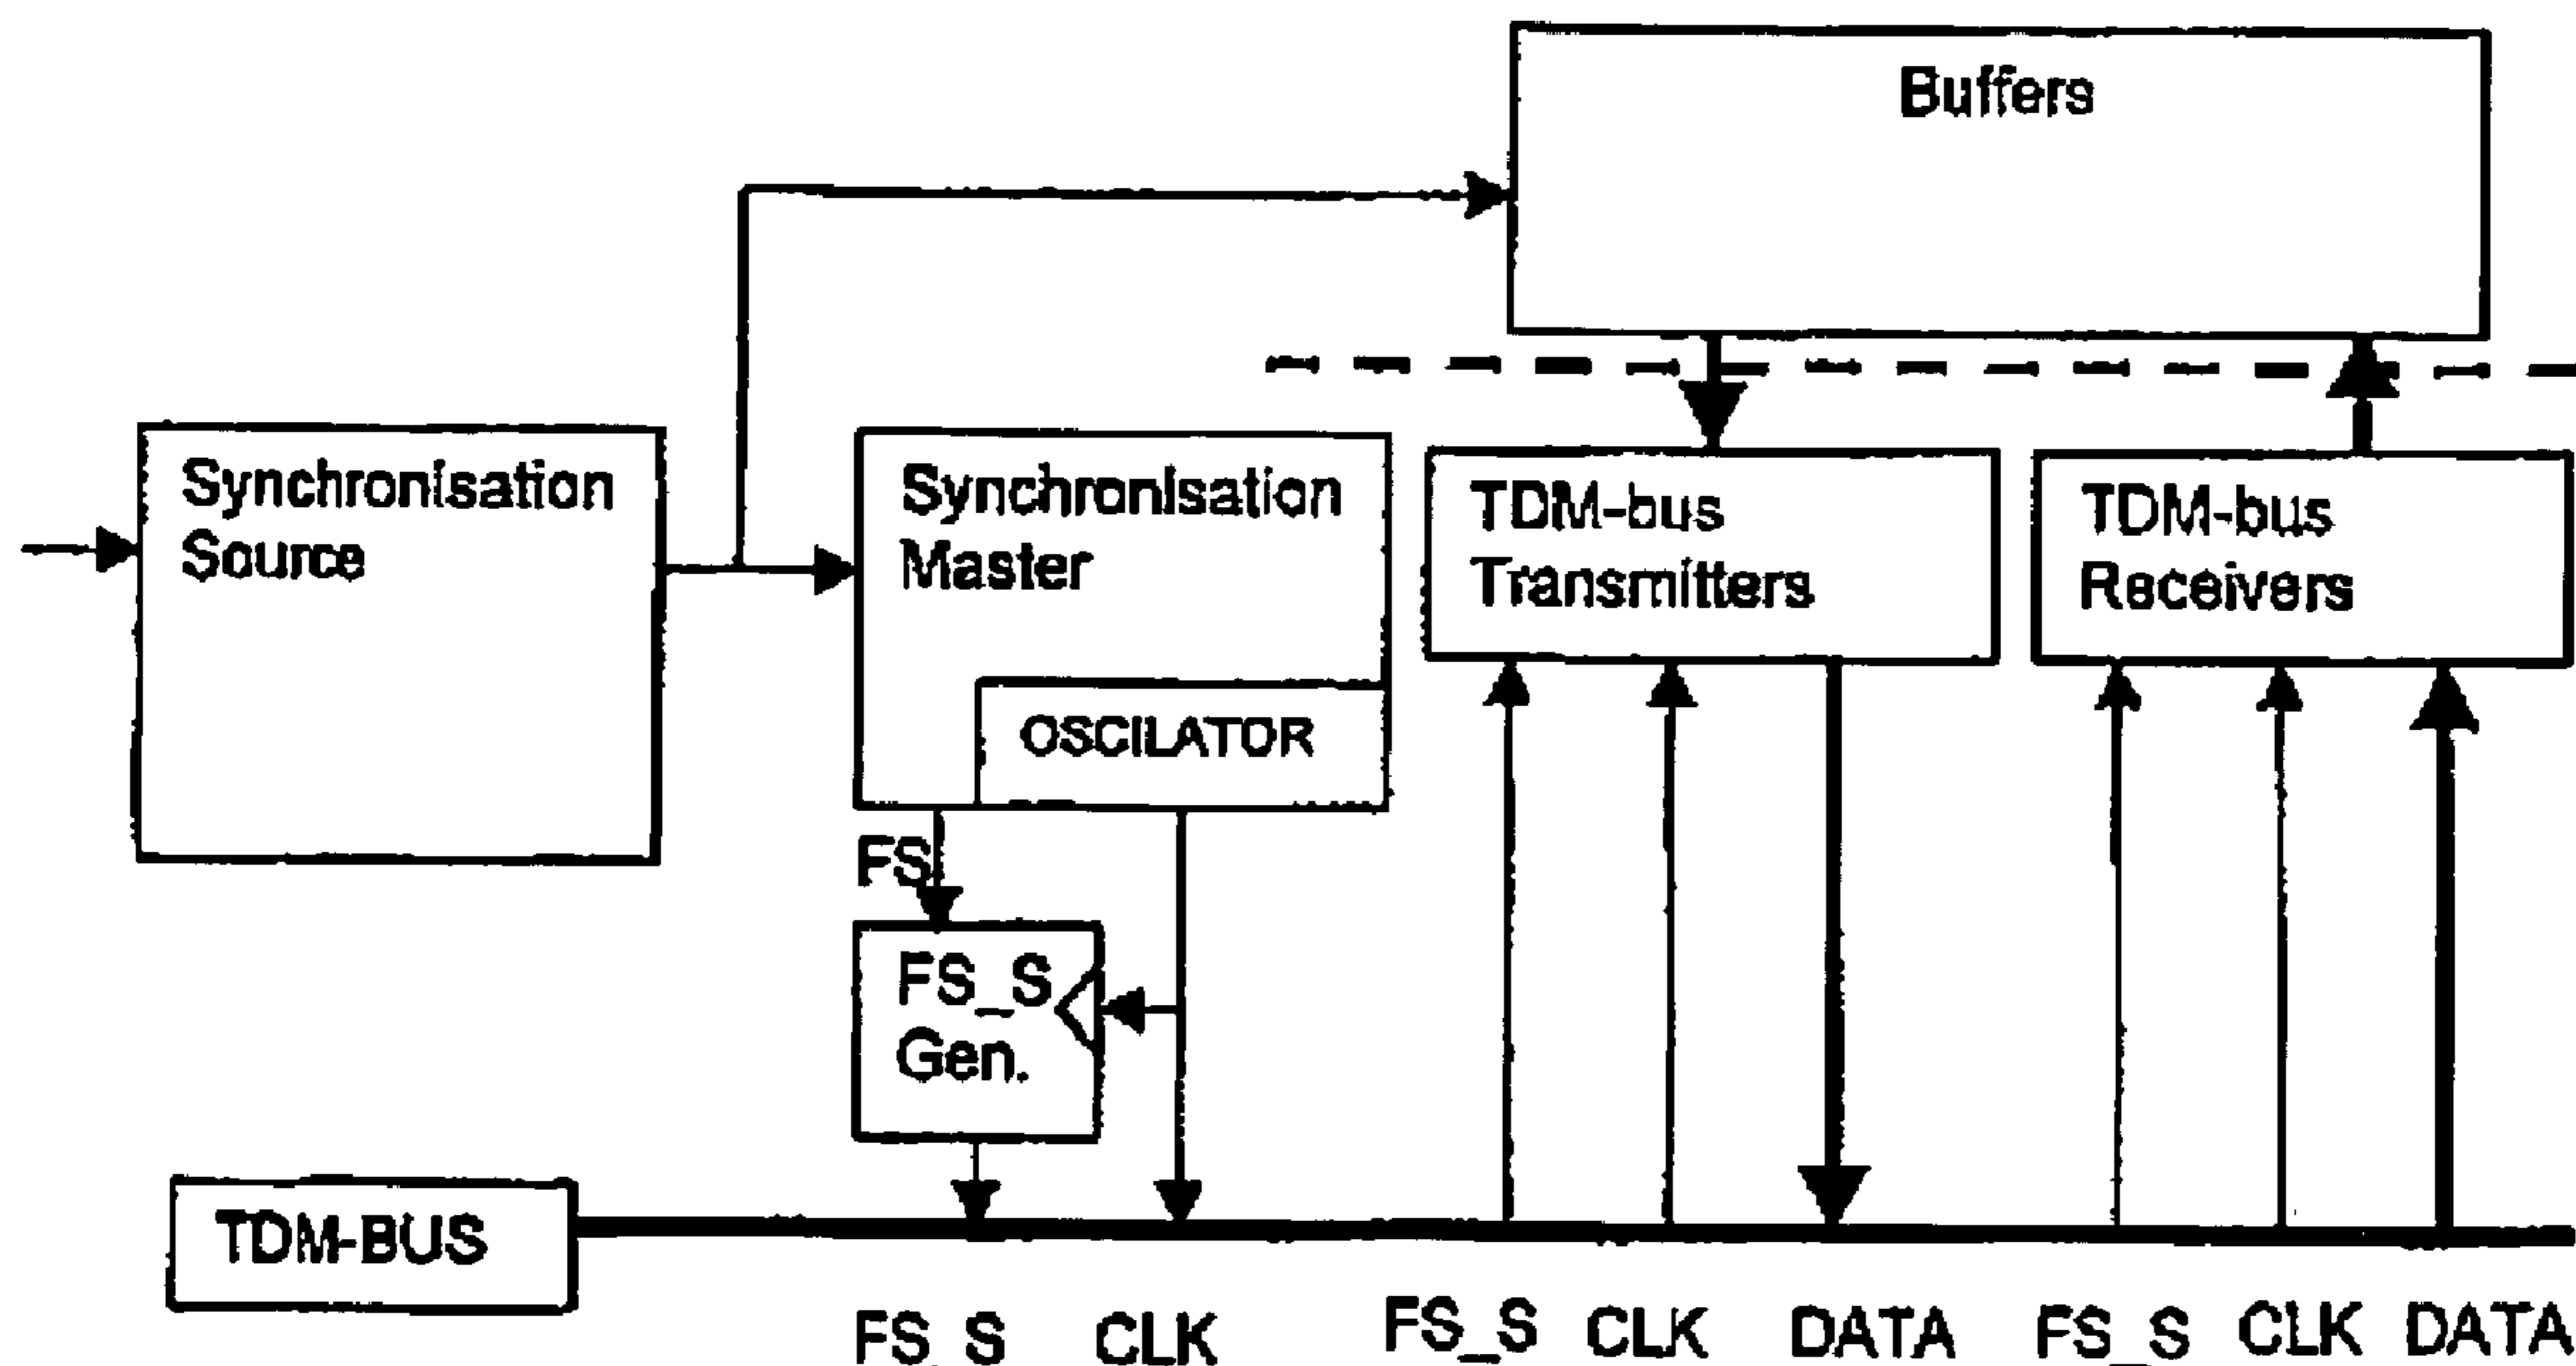 Buffers
Synchronisation
Source
Synchronisation
Master
OSCILATOR
TDM-bus
Transmitters
TDM-bus
Receivers
FS
FS_S
Gen.
TDM-BUS
FS_S CLK FS_S CLK DATA FS_S CLK DATA